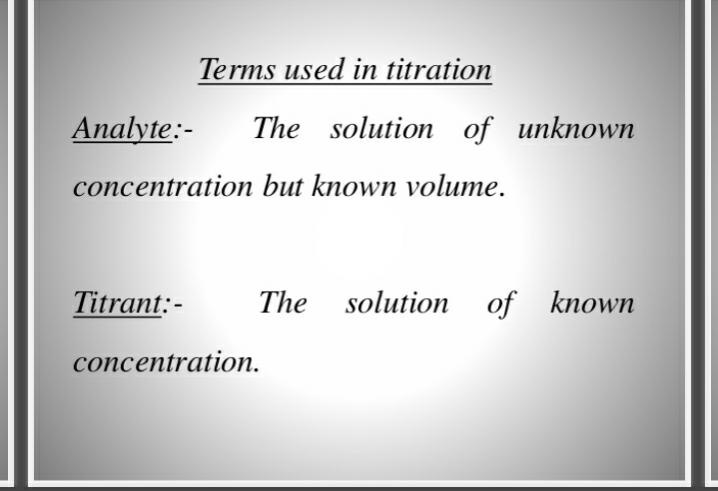 Terms used in titration
Analyte:- The solution of unknown
concentration but known volume.
Titrant:- The solution of known
concentration.